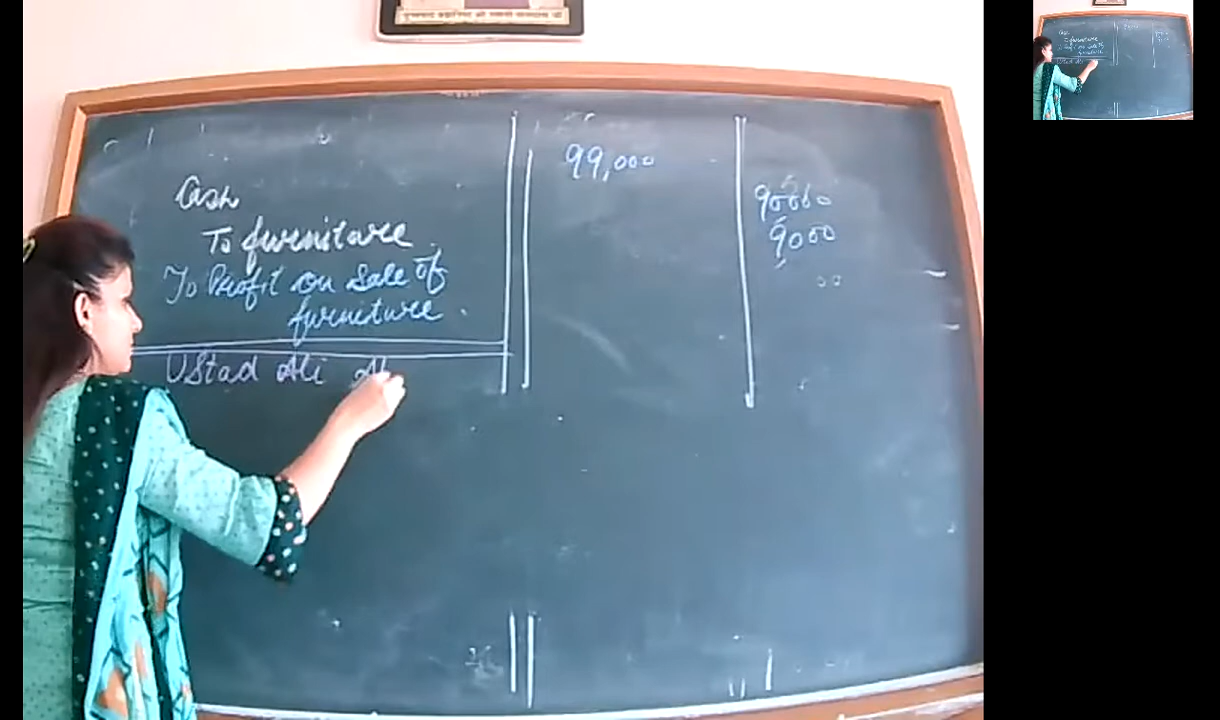 Cash
99,000
To furniture
90000
To Profit on Sale of
9000
furniture
Ustad Ali